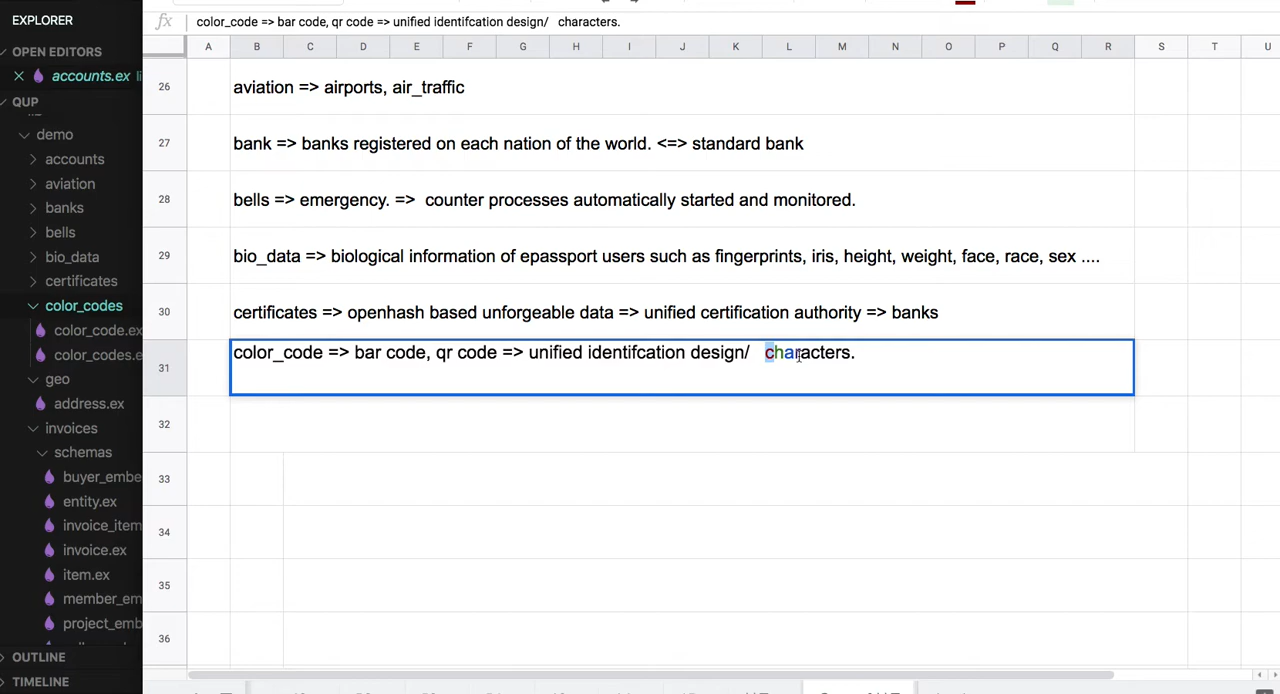 EXPLORER
OPEN EDITORS
accounts.ex
QUP
demo
accounts
aviation
banks
bells
bio_data
certificates
color_codes
color_code.ex
color_codes.e
geo
address.ex
invoices
schemas
buyer_embe
entity.ex
invoice_item
invoice.ex
item.ex
member_em
project_emb
OUTLINE
TIMELINE
fx color_code => bar code, qr code => unified identifcation design/ characters.
A B C D E F G H I J K L M N O P Q R S T U
26 aviation => airports, air_traffic
27 bank => banks registered on each nation of the world. <=> standard bank
28 bells => emergency. => counter processes automatically started and monitored.
29 bio_data => biological information of epassport users such as fingerprints, iris, height, weight, face, race, sex ....
30 certificates => openhash based unforgeable data => unified certification authority => banks
31 color_code => bar code, qr code => unified identifcation design/ characters.
32
33
34
35
36